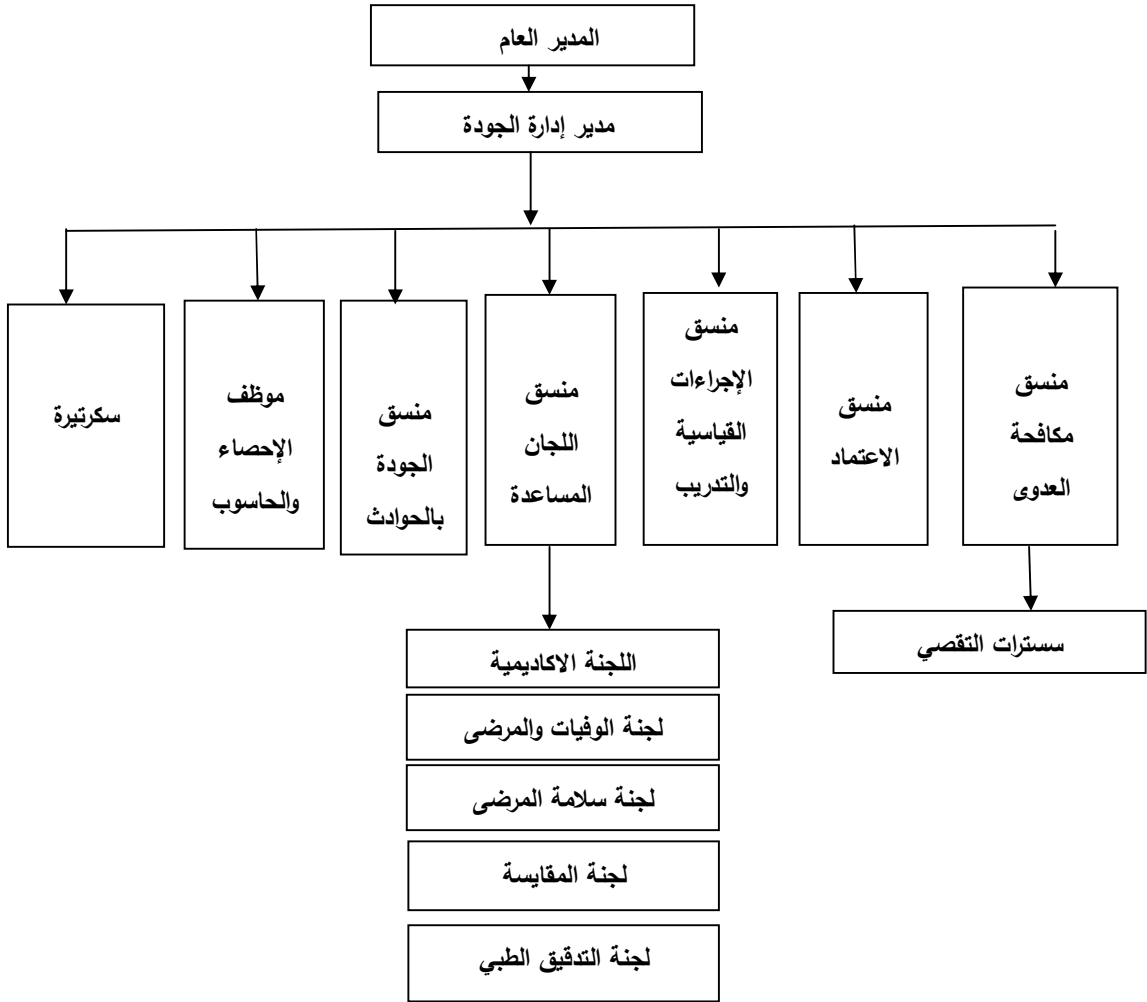 المدير العام
مدير إدارة الجودة
منسق
مكافحة
العدوى
منسق
الاعتماد
منسق
الإجراءات
القياسية
والتدريب
منسق
اللجان
المساعدة
منسق
الجودة
بالحوادث
موظف
الإحصاء
والحاسوب
سكرتيرة
سسترات التقصي
اللجنة الاكاديمية
لجنة الوفيات والمرضى
لجنة سلامة المرضى
لجنة المقايسة
لجنة التدقيق الطبي